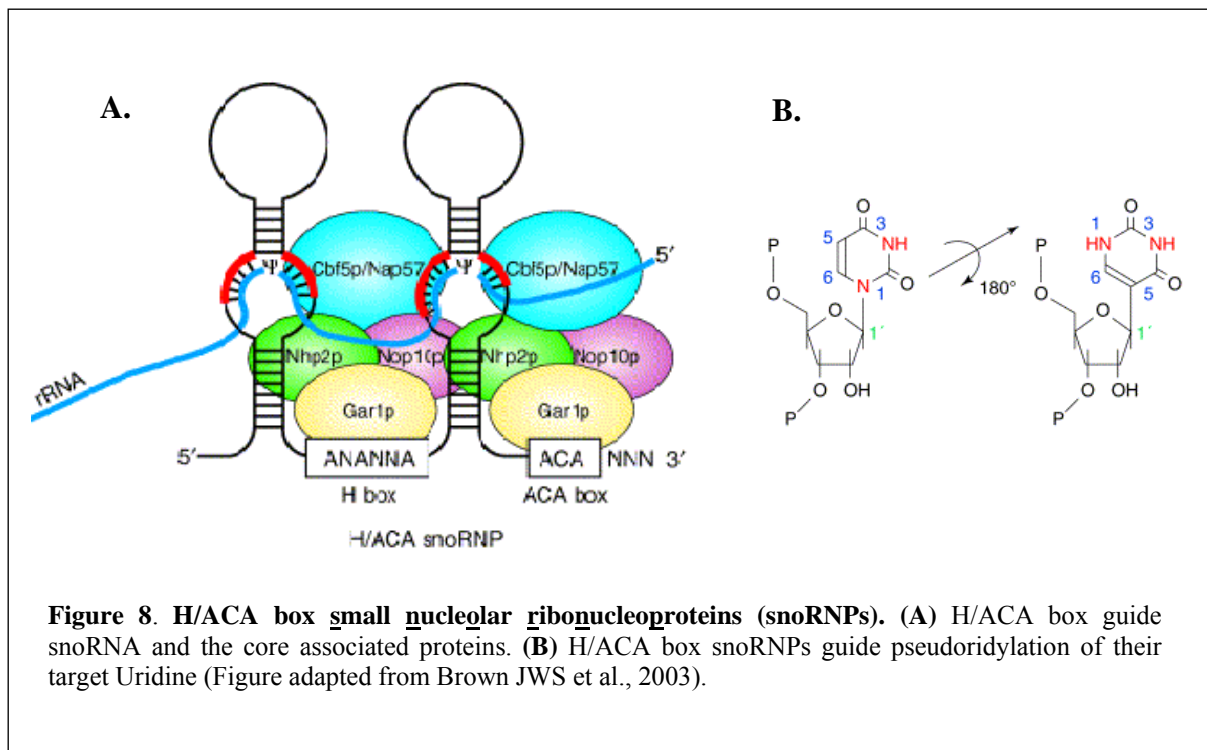 A.
B.
Ψ
Cbf5p/Nap57
Ψ
Cbf5p/Nap57
5′
Nhp2p
Nop10p
Nhp2p
Nop10p
rRNA
Gar1p
Gar1p
5′
ANANNA
ACA
NNN 3′
H box
ACA box
H/ACA snoRNP
O
3
5
NH
6
N
1
O
P
O
O
1′
O
OH
P
180°
O
1
3
HN
NH
6
5
O
P
O
O
1′
O
OH
P
Figure 8. H/ACA box small nucleolar ribonucleoproteins (snoRNPs). (A) H/ACA box guide
snoRNA and the core associated proteins. (B) H/ACA box snoRNPs guide pseudoridylation of their
target Uridine (Figure adapted from Brown JWS et al., 2003).